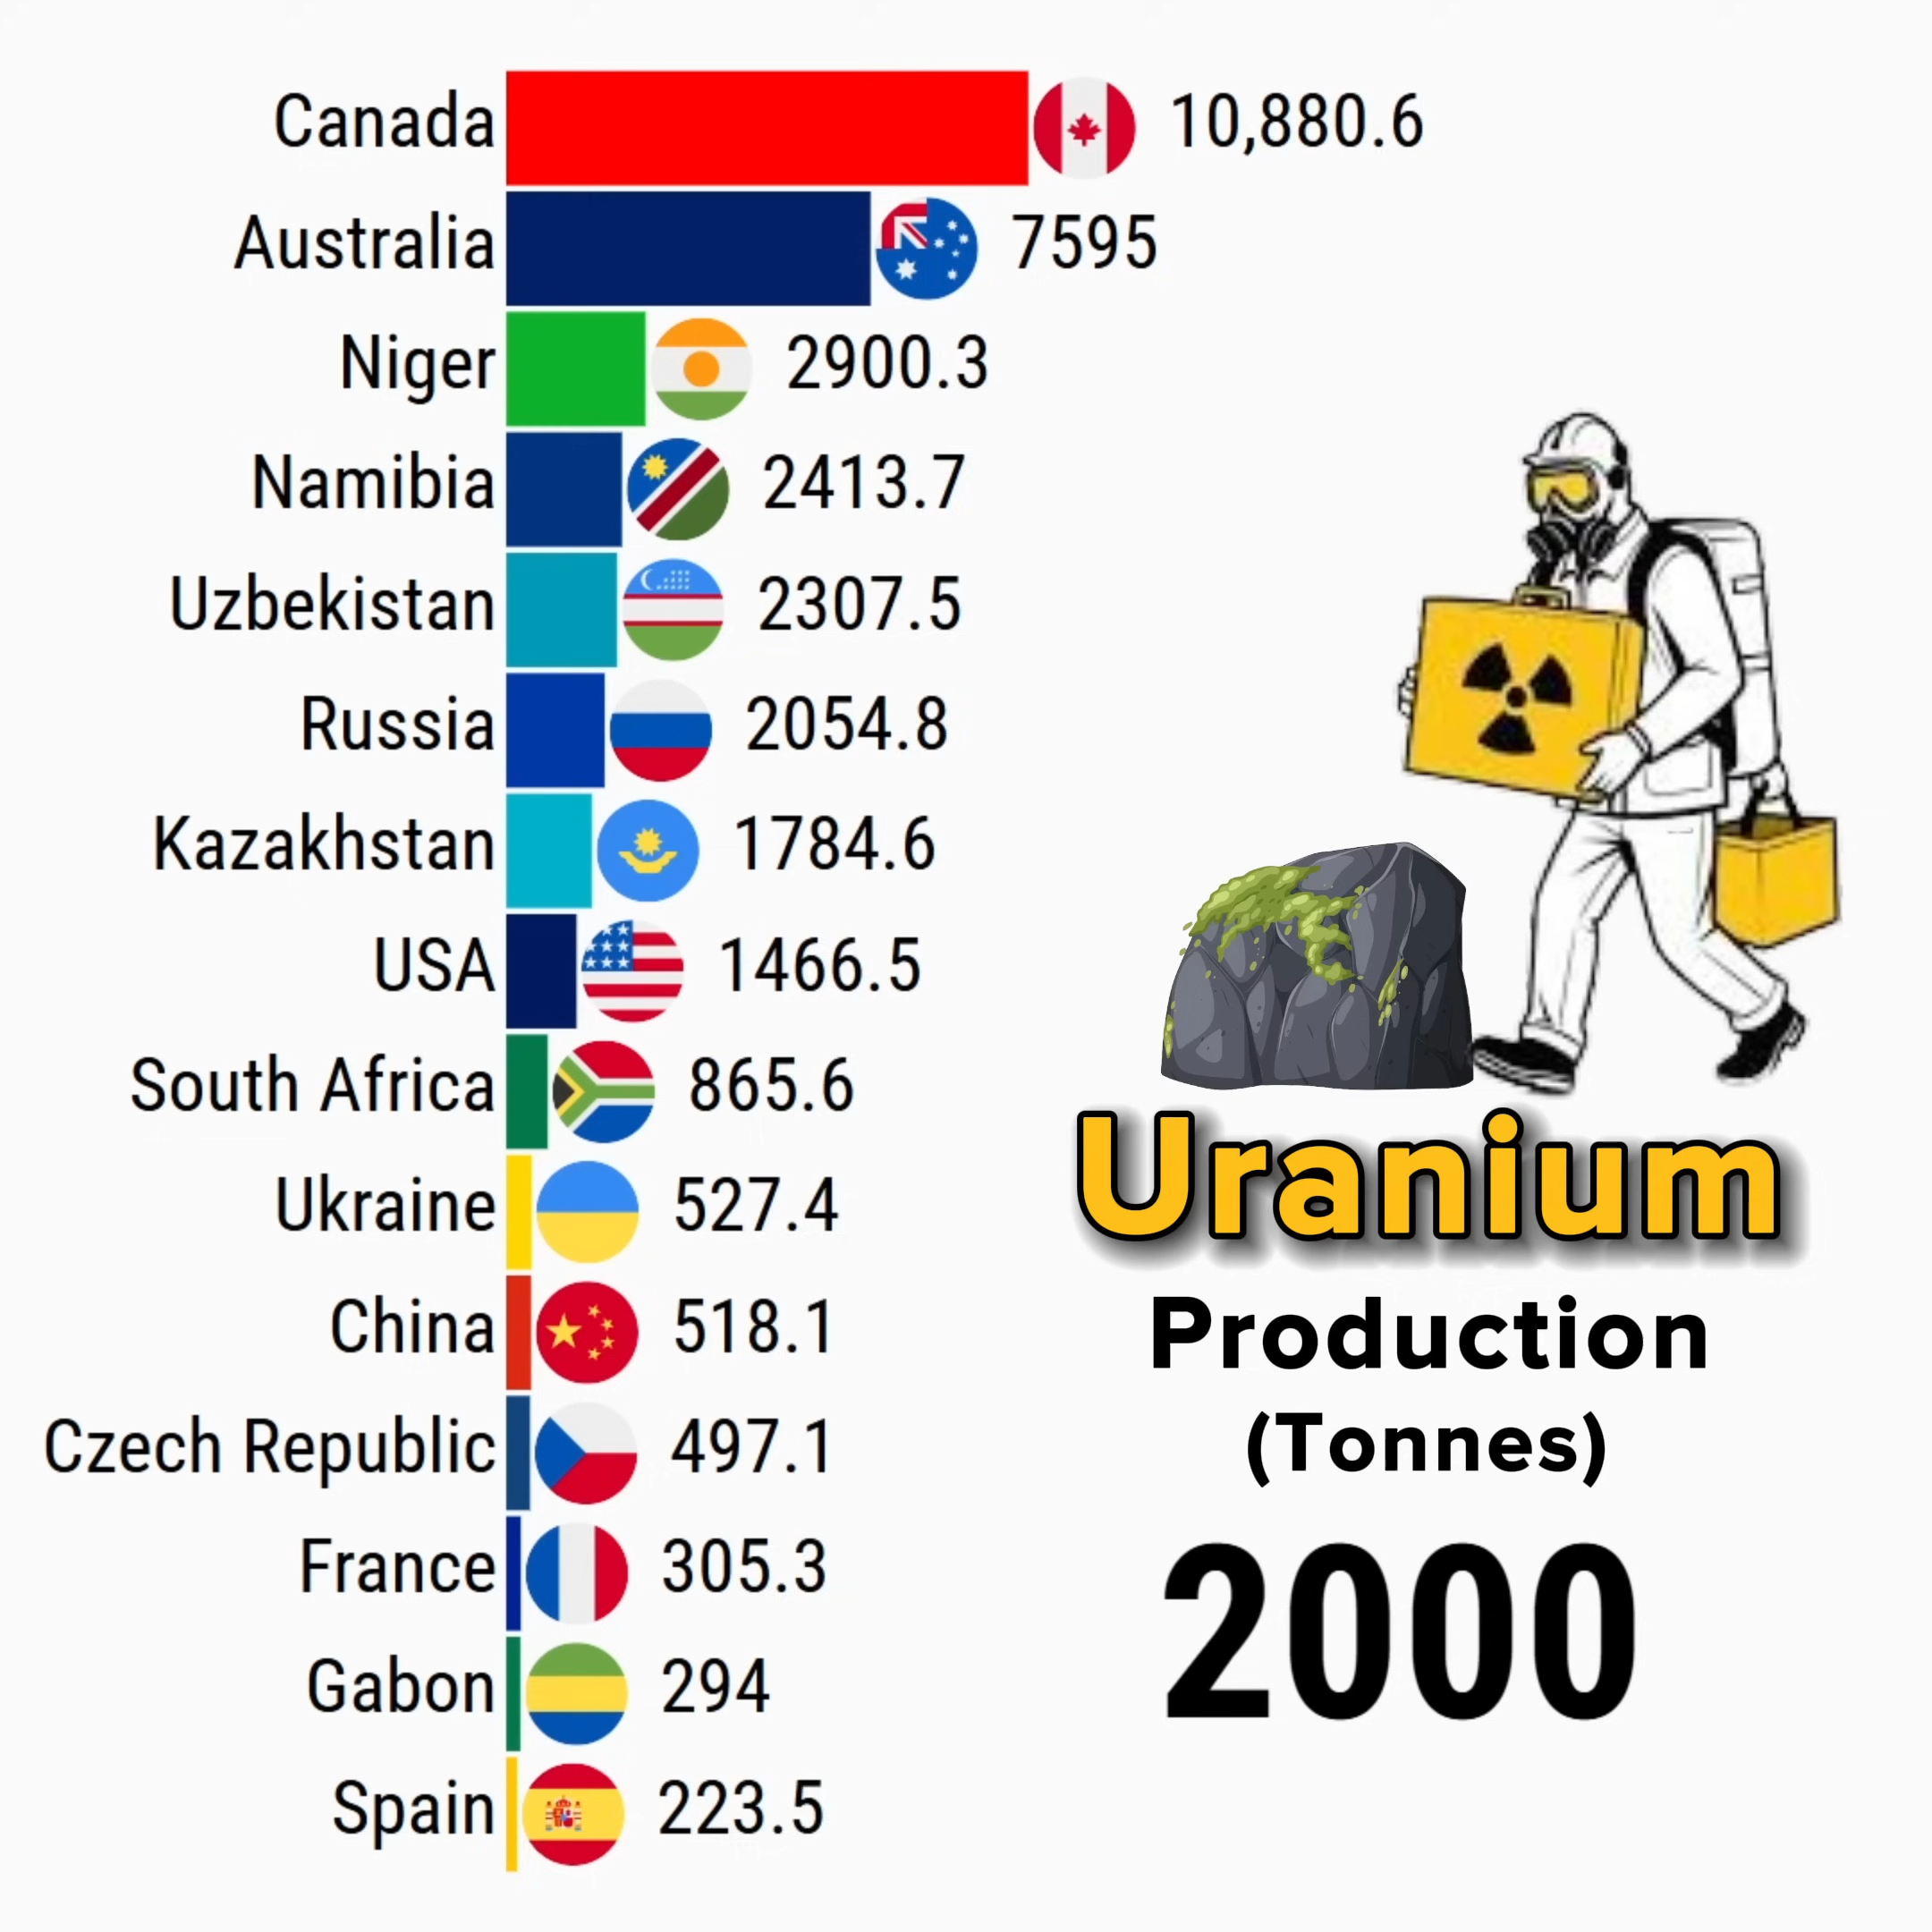 Canada 10,880.6
Australia 7595
Niger 2900.3
Namibia 2413.7
Uzbekistan 2307.5
Russia 2054.8
Kazakhstan 1784.6
USA 1466.5
South Africa 865.6
Ukraine 527.4
China 518.1
Czech Republic 497.1
France 305.3
Gabon 294
Spain 223.5
Uranium
Production
(Tonnes)
2000